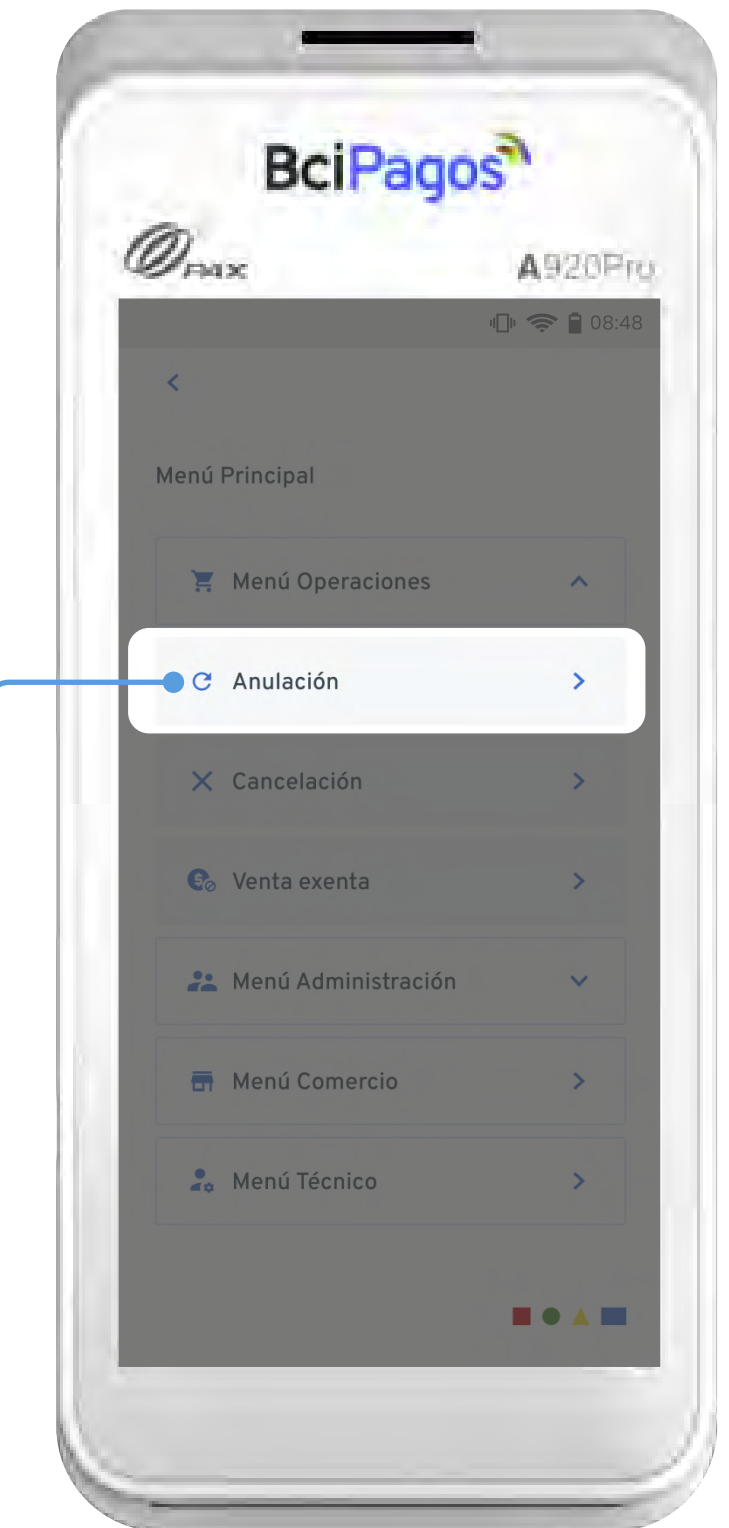 BciPagos
PAX
A920Pro
08:48
Menú Principal
Menú Operaciones
Anulación
Cancelación
Venta exenta
Menú Administración
Menú Comercio
Menú Técnico